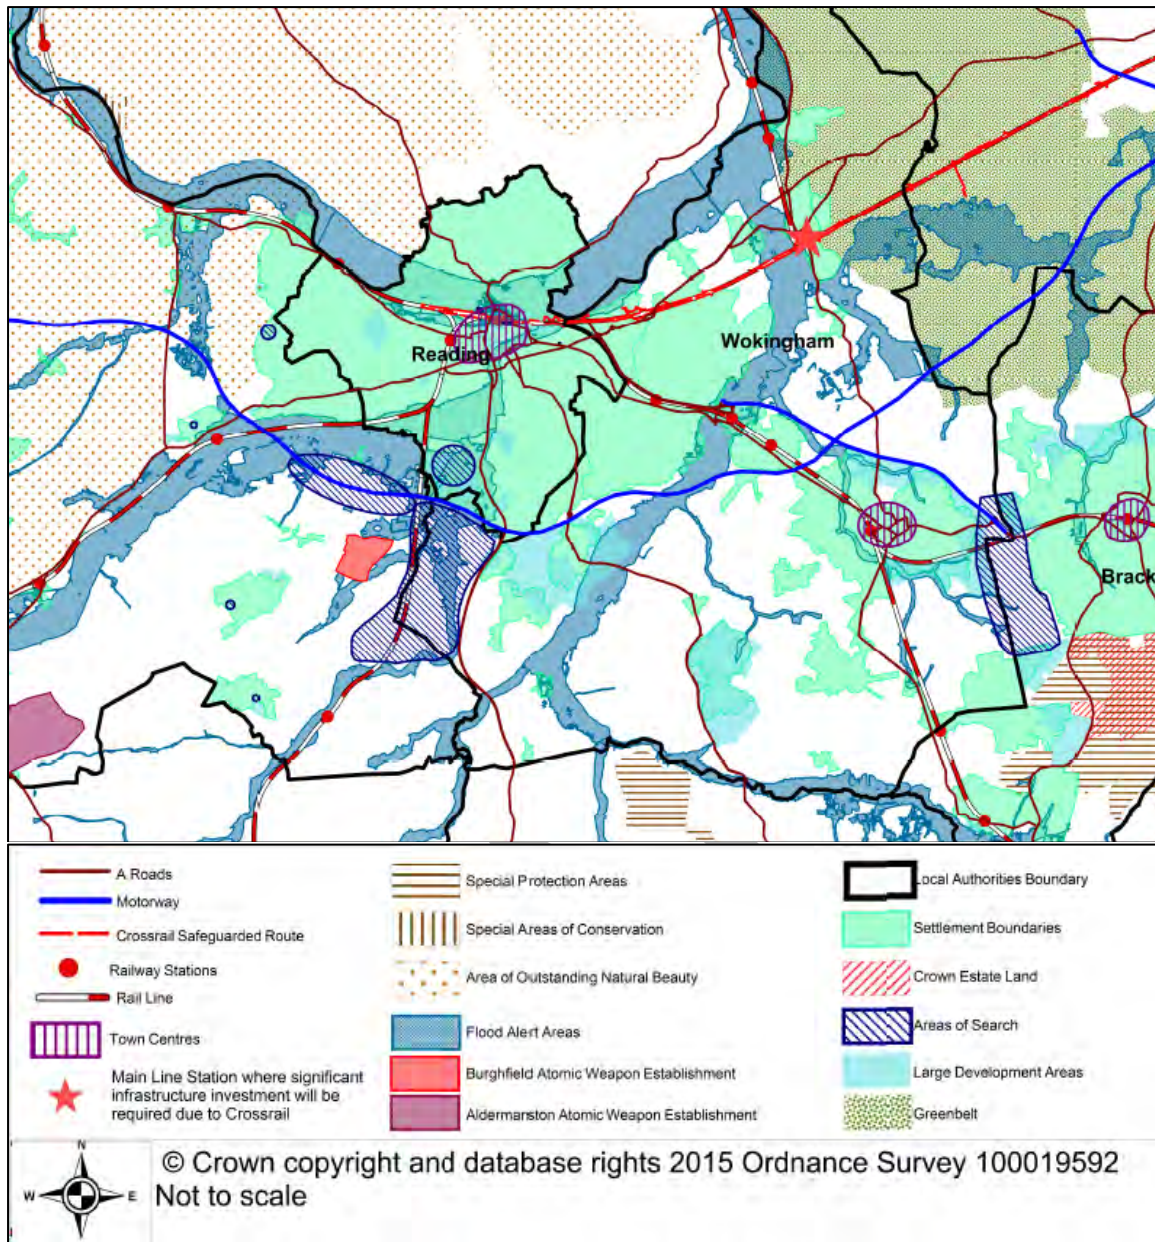 Reading
Wokingham
Brack
A Roads
Motorway
Crossrail Safeguarded Route
Railway Stations
Rail Line
Town Centres
Main Line Station where significant
infrastructure investment will be
required due to Crossrail
Special Protection Areas
Special Areas of Conservation
Area of Outstanding Natural Beauty
Flood Alert Areas
Burghfield Atomic Weapon Establishment
Aldermanston Atomic Weapon Establishment
Local Authorities Boundary
Settlement Boundaries
Crown Estate Land
Areas of Search
Large Development Areas
Greenbelt
N
W E
S
© Crown copyright and database rights 2015 Ordnance Survey 100019592
Not to scale